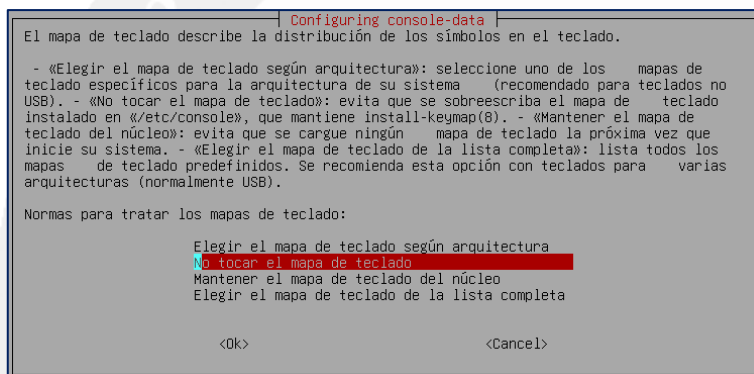 Configuring console-data
El mapa de teclado describe la distribución de los símbolos en el teclado.
- «Elegir el mapa de teclado según arquitectura»: seleccione uno de los mapas de
teclado específicos para la arquitectura de su sistema (recomendado para teclados no
USB). - «No tocar el mapa de teclado»: evita que se sobreescriba el mapa de teclado
instalado en «/etc/console», que mantiene install-keymap(8). - «Mantener el mapa de
teclado del núcleo»: evita que se cargue ningún mapa de teclado la próxima vez que
inicie su sistema. - «Elegir el mapa de teclado de la lista completa»: lista todos los
mapas de teclado predefinidos. Se recomienda esta opción con teclados para varias
arquitecturas (normalmente USB).
Normas para tratar los mapas de teclado:
Elegir el mapa de teclado según arquitectura
No tocar el mapa de teclado
Mantener el mapa de teclado del núcleo
Elegir el mapa de teclado de la lista completa
<Ok> <Cancel>